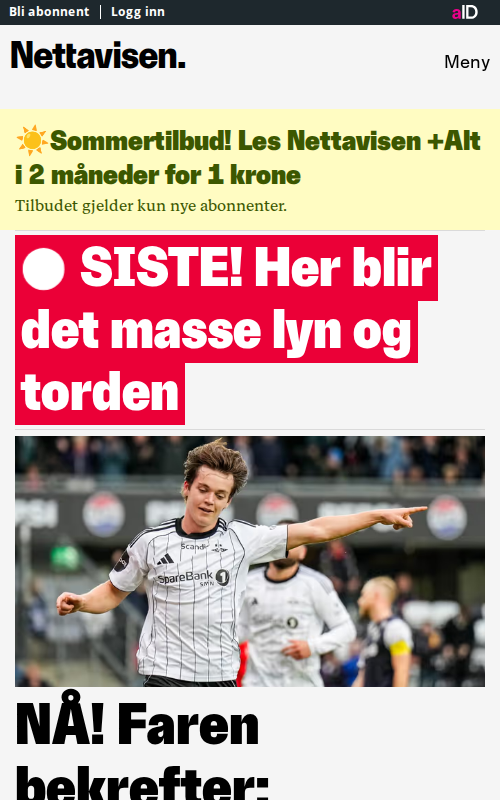 Bli abonnent Logg inn aID
Nettavisen.
Meny
☀️Sommertilbud! Les Nettavisen +Alt
i 2 måneder for 1 krone
Tilbudet gjelder kun nye abonnenter.
SISTE! Her blir
det masse lyn og
torden
Scandic
SpareBank 1
SMN
NÅ! Faren
bekrefter: